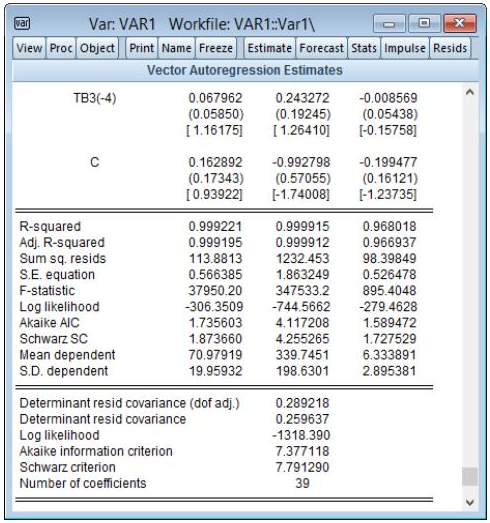 var Var: VAR1 Workfile: VAR1::Var1\
View Proc Object Print Name Freeze Estimate Forecast Stats Impulse Resids
Vector Autoregression Estimates
TB3(-4) 0.067962 0.243272 -0.008569
(0.05850) (0.19245) (0.05438)
[ 1.16175] [ 1.26410] [-0.15758]
C 0.162892 -0.992798 -0.199477
(0.17343) (0.57055) (0.16121)
[ 0.93922] [-1.74008] [-1.23735]
R-squared 0.999221 0.999915 0.968018
Adj. R-squared 0.999195 0.999912 0.966937
Sum sq. resids 113.8813 1232.453 98.39849
S.E. equation 0.566385 1.863249 0.526478
F-statistic 37950.20 347533.2 895.4048
Log likelihood -306.3509 -744.5662 -279.4628
Akaike AIC 1.735603 4.117208 1.589472
Schwarz SC 1.873660 4.255265 1.727529
Mean dependent 70.97919 339.7451 6.333891
S.D. dependent 19.95932 198.6301 2.895381
Determinant resid covariance (dof adj.) 0.289218
Determinant resid covariance 0.259637
Log likelihood -1318.390
Akaike information criterion 7.377118
Schwarz criterion 7.791290
Number of coefficients 39